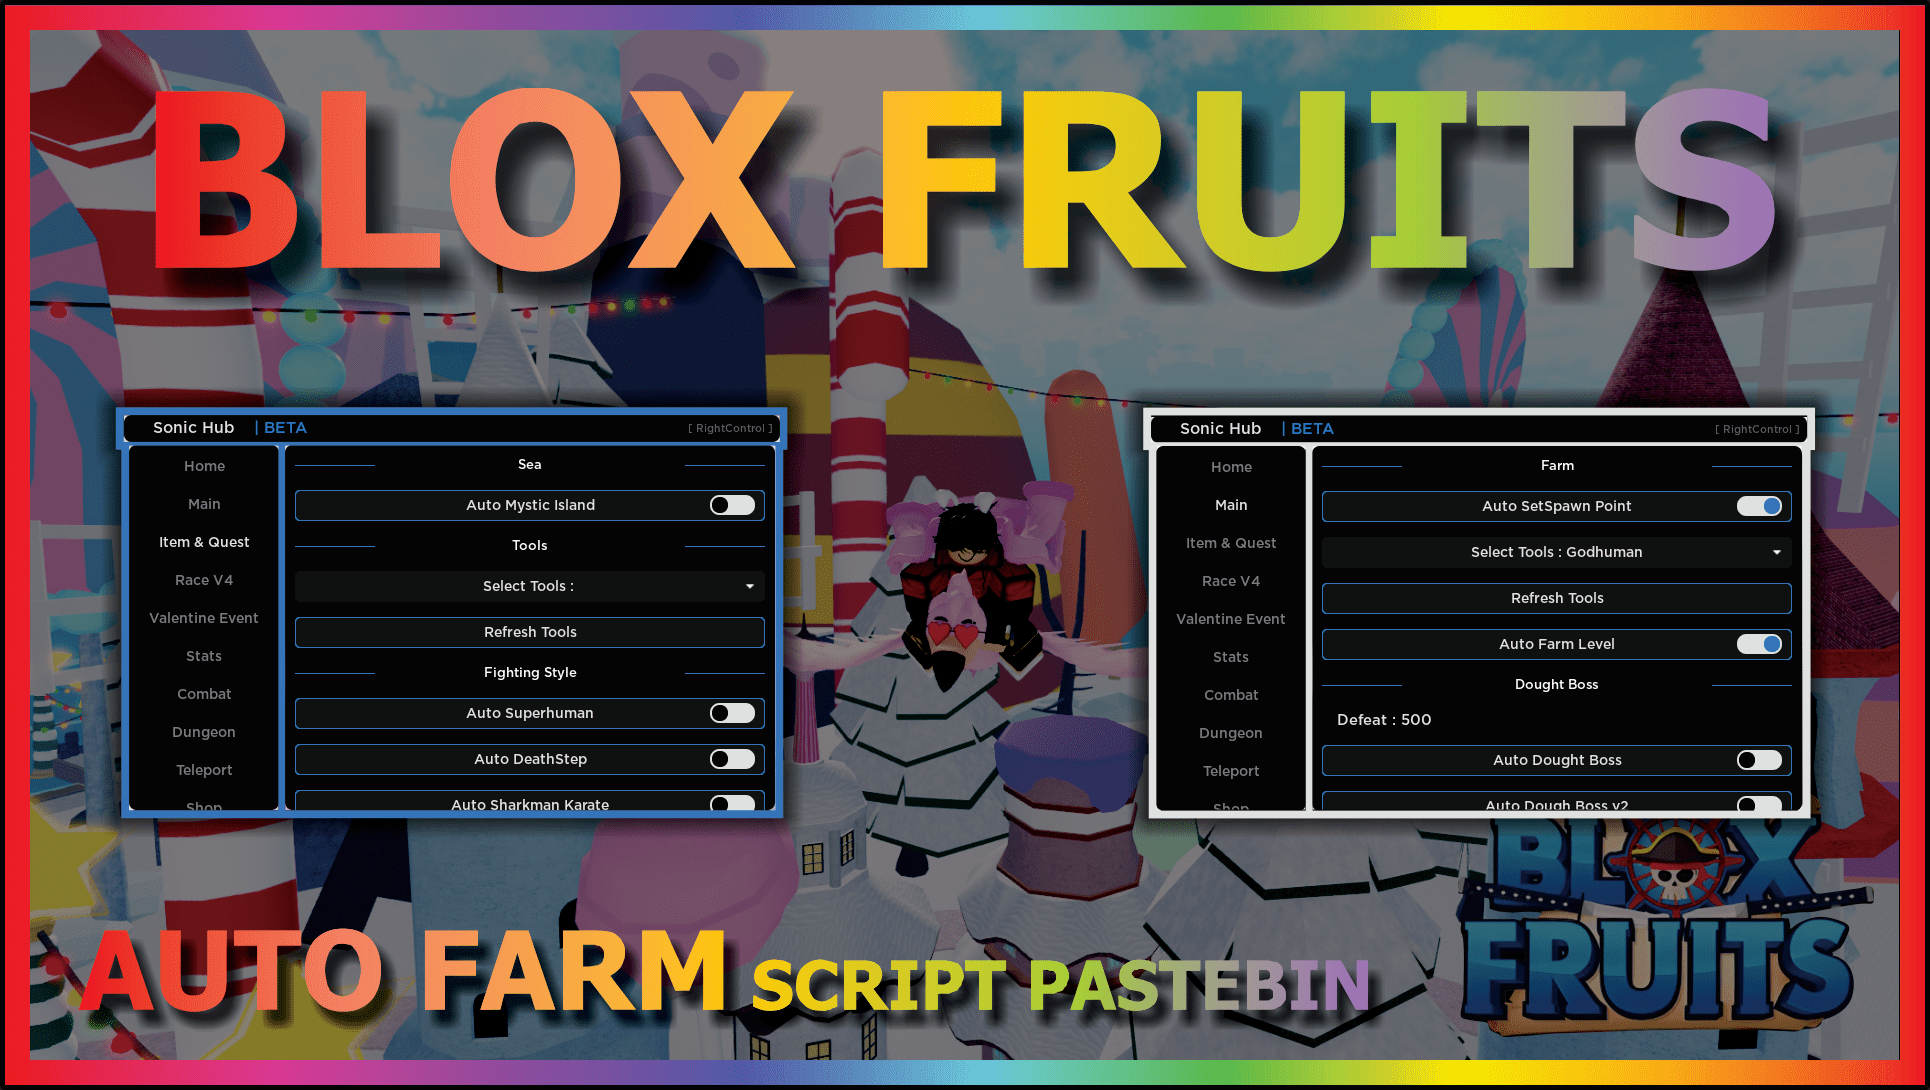 BLOX FRUITS
Sonic Hub | BETA [ RightControl ]
Home
Main
Item & Quest
Race V4
Valentine Event
Stats
Combat
Dungeon
Teleport
Shop
Sea
Auto Mystic Island
Tools
Select Tools :
Refresh Tools
Fighting Style
Auto Superhuman
Auto DeathStep
Auto Sharkman Karate
Sonic Hub | BETA [ RightControl ]
Home
Main
Item & Quest
Race V4
Valentine Event
Stats
Combat
Dungeon
Teleport
Shop
Farm
Auto SetSpawn Point
Select Tools : Godhuman
Refresh Tools
Auto Farm Level
Dought Boss
Defeat : 500
Auto Dought Boss
Auto Dough Boss v2
AUTO FARM SCRIPT PASTEBIN
BLOX
FRUITS